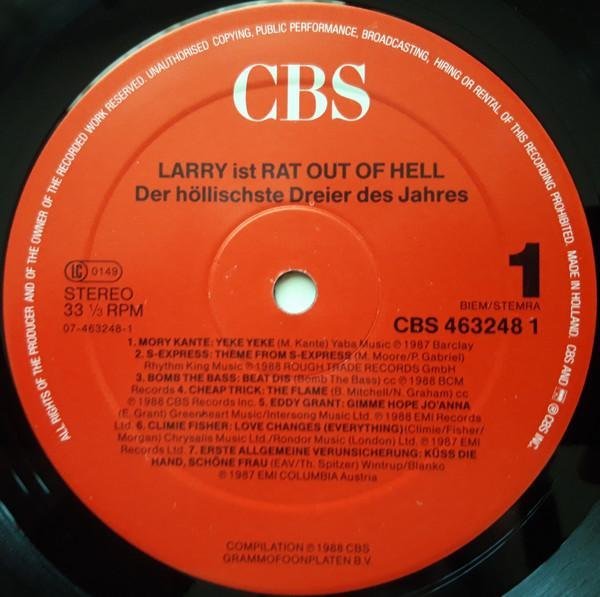 ALL RIGHTS OF THE PRODUCER AND OF THE OWNER OF THE RECORDED WORK RESERVED. UNAUTHORISED COPYING, PUBLIC PERFORMANCE, BROADCASTING, HIRING OR RENTAL OF THIS RECORDING PROHIBITED. MADE IN HOLLAND. CBS AND ® © CBS INC.
CBS
LARRY ist RAT OUT OF HELL
Der höllischste Dreier des Jahres
LC 0149
STEREO
33 ⅓ RPM
07-463248-1
1
BIEM/STEMRA
CBS 463248 1
1. MORY KANTE: YEKE YEKE (M. Kante) Yaba Music ℗ 1987 Barclay
2. S-EXPRESS: THEME FROM S-EXPRESS (M. Moore/P. Gabriel)
Rhythm King Music ℗ 1988 ROUGH TRADE RECORDS GmbH
3. BOMB THE BASS: BEAT DIS (Bomb The Bass) cc ℗ 1988 BCM
Records 4. CHEAP TRICK: THE FLAME (B. Mitchell/N. Graham) cc
℗ 1988 CBS Records Inc. 5. EDDY GRANT: GIMME HOPE JO'ANNA
(E. Grant) Greenheart Music/Intersong Music Ltd. ℗ 1988 EMI Records
Ltd. 6. CLIMIE FISHER: LOVE CHANGES (EVERYTHING)(Climie/Fisher/
Morgan) Chrysalis Music Ltd./Rondor Music (London) Ltd. ℗ 1987 EMI
Records Ltd. 7. ERSTE ALLGEMEINE VERUNSICHERUNG: KÜSS DIE
HAND, SCHÖNE FRAU (EAV/Th. Spitzer) Wintrup/Blanko
℗ 1987 EMI COLUMBIA Austria
COMPILATION ℗ 1988 CBS
GRAMMOFOONPLATEN B.V.